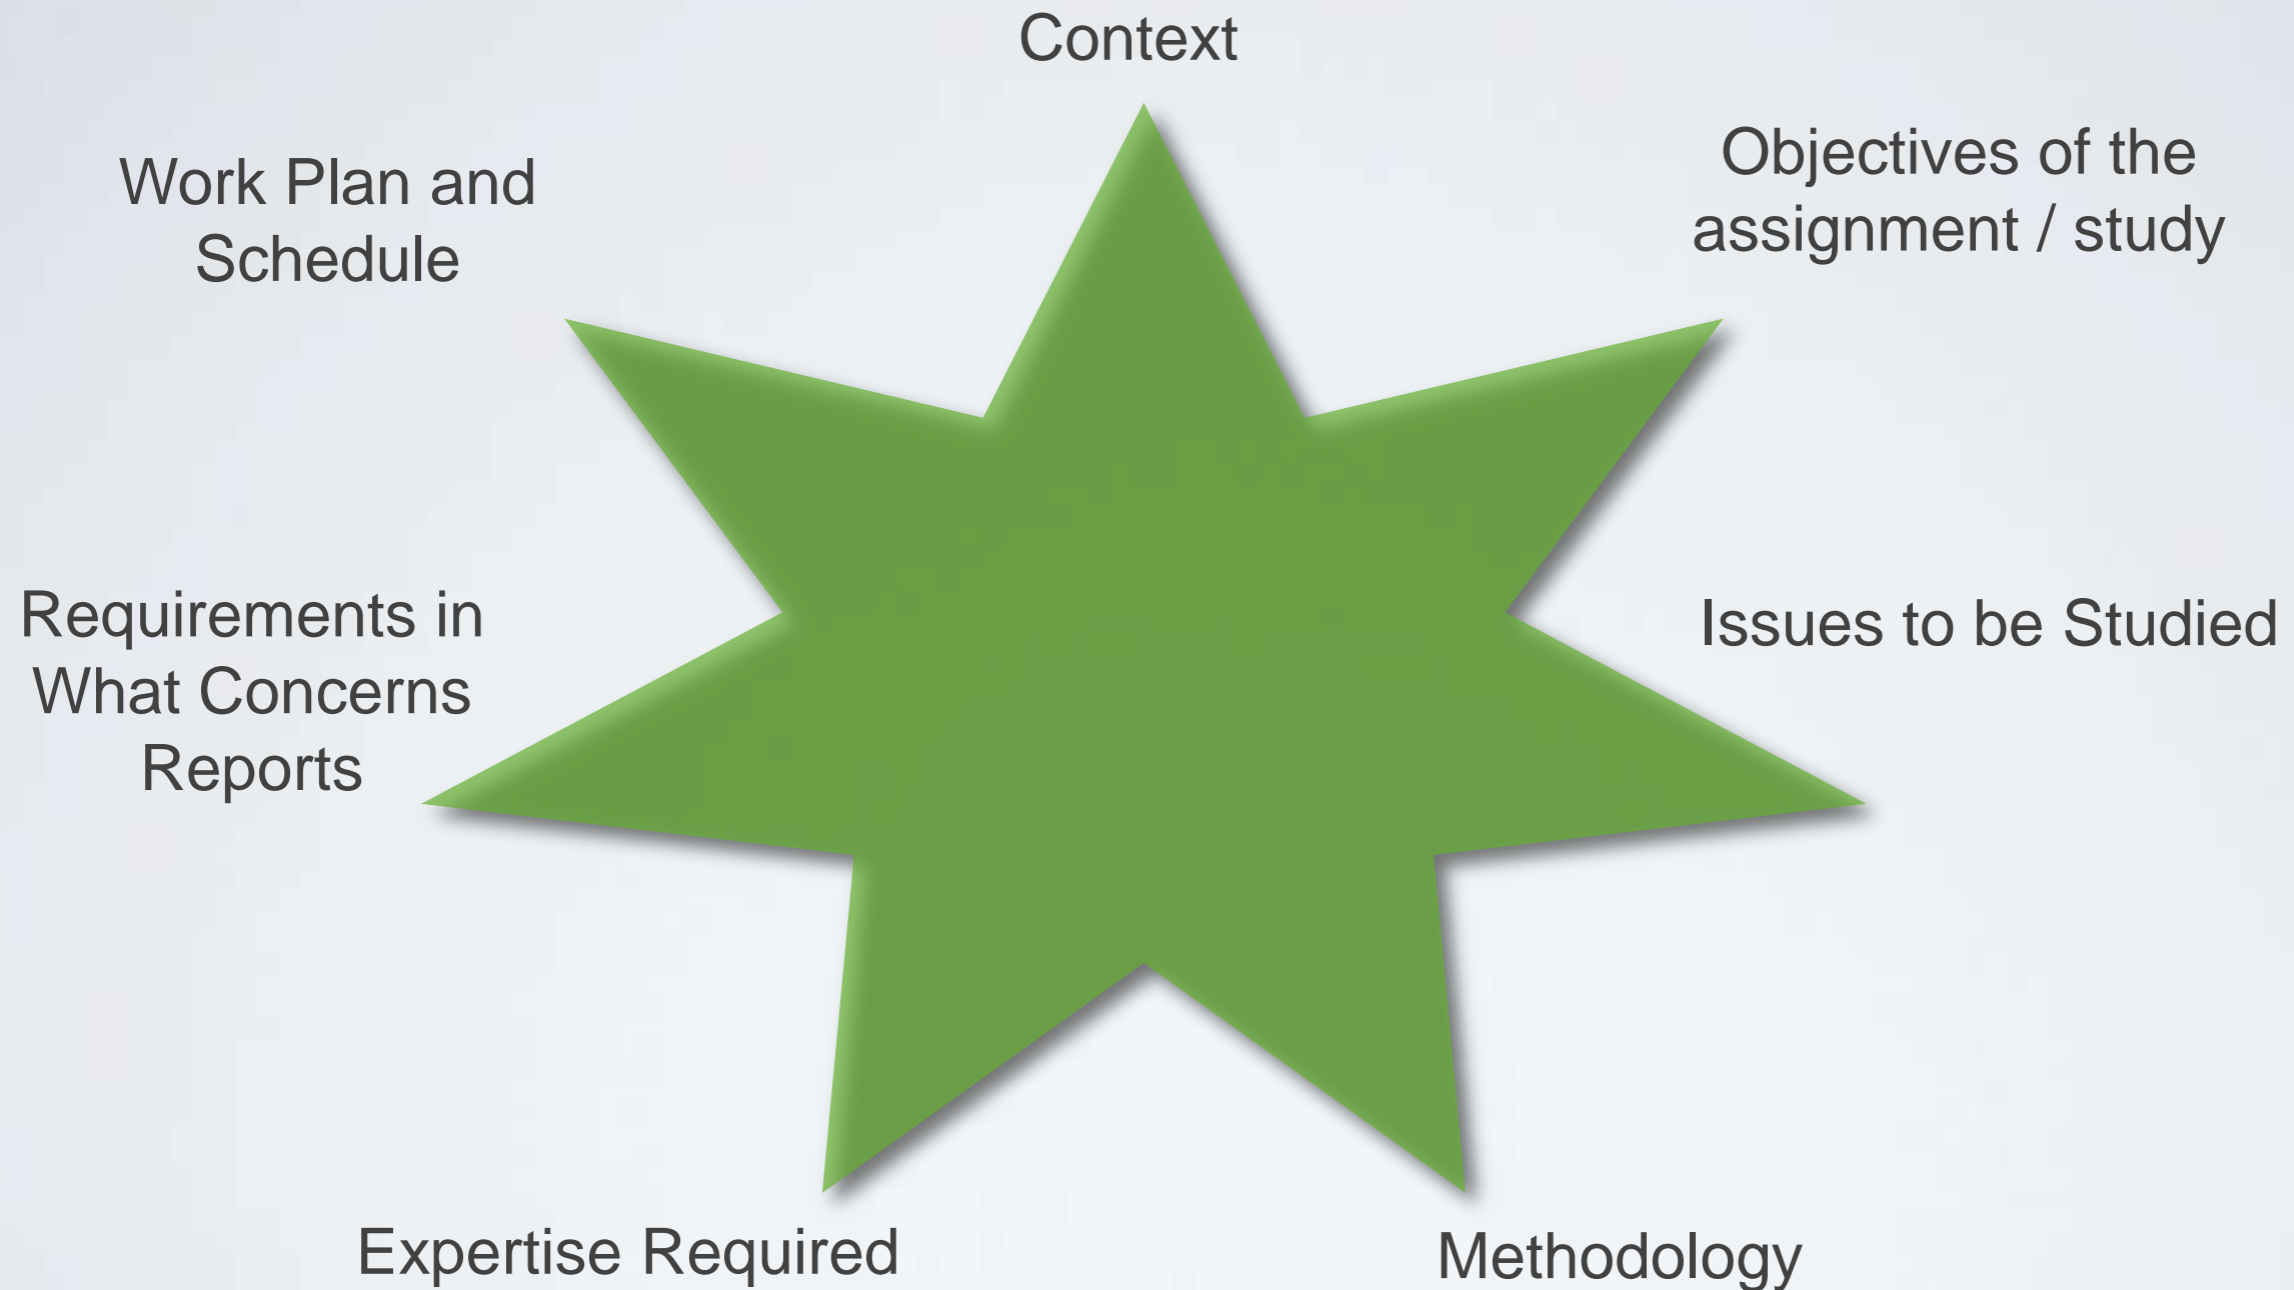 Context
Objectives of the
assignment / study
Issues to be Studied
Methodology
Expertise Required
Requirements in
What Concerns
Reports
Work Plan and
Schedule